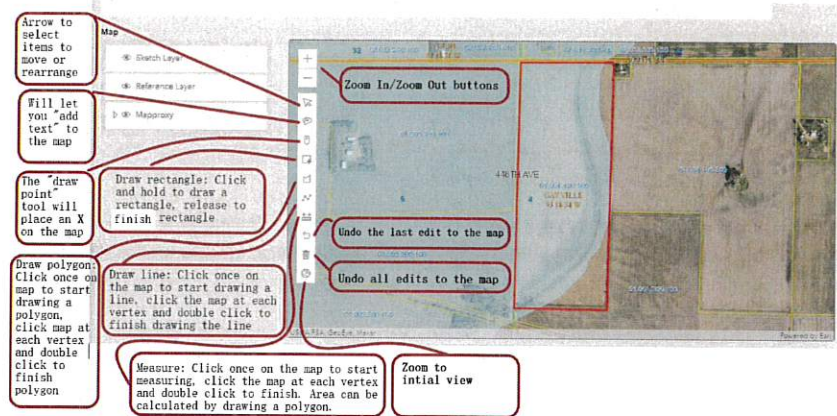 Arrow to
select
items to
move or
rearrange
Map
Sketch Layer
Reference Layer
Mapproxy
Will let
you "add
text" to
the map
Zoom In/Zoom Out buttons
The "draw
point"
tool will
place an X
on the map
Draw rectangle: Click
and hold to draw a
rectangle, release to
finish rectangle
446TH AVE
GAYVILLE
6
4
Undo the last edit to the map
Undo all edits to the map
Draw polygon:
Click once on
map to start
drawing a
polygon,
click map at
each vertex
and double
click to
finish
polygon
Draw line: Click once on
the map to start drawing a
line, click the map at each
vertex and double click to
finish drawing the line
Measure: Click once on the map to start
measuring, click the map at each vertex
and double click to finish. Area can be
calculated by drawing a polygon.
Zoom to
intial view
Powered by Esri